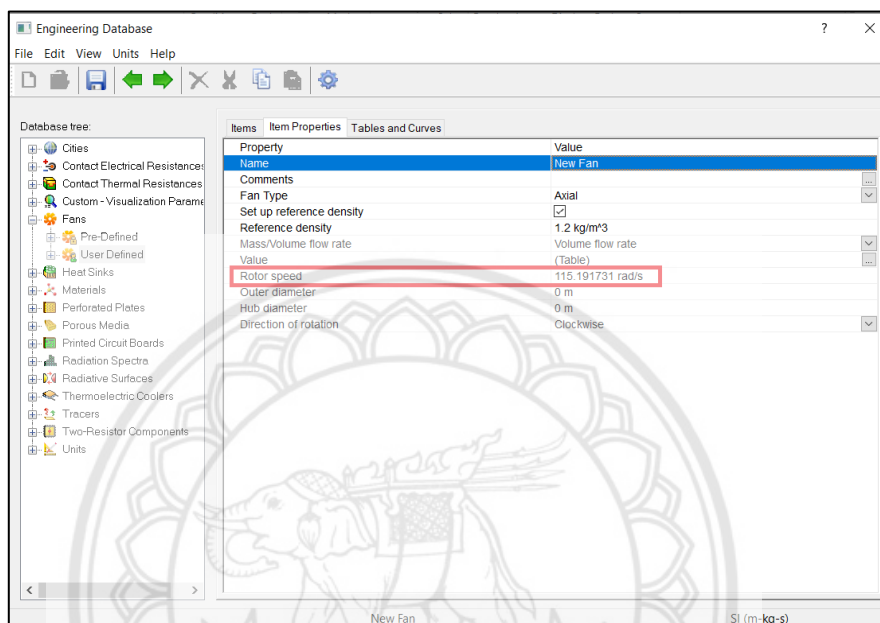 Engineering Database
File Edit View Units Help
Database tree:
Cities
Contact Electrical Resistances
Contact Thermal Resistances
Custom - Visualization Parame
Fans
Pre-Defined
User Defined
Heat Sinks
Materials
Perforated Plates
Porous Media
Printed Circuit Boards
Radiation Spectra
Radiative Surfaces
Thermoelectric Coolers
Tracers
Two-Resistor Components
Units
Items Item Properties Tables and Curves
Property Value
Name New Fan
Comments
Fan Type Axial
Set up reference density
Reference density 1.2 kg/m^3
Mass/Volume flow rate Volume flow rate
Value (Table)
Rotor speed 115.191731 rad/s
Outer diameter 0 m
Hub diameter 0 m
Direction of rotation Clockwise
New Fan SI (m-kg-s)